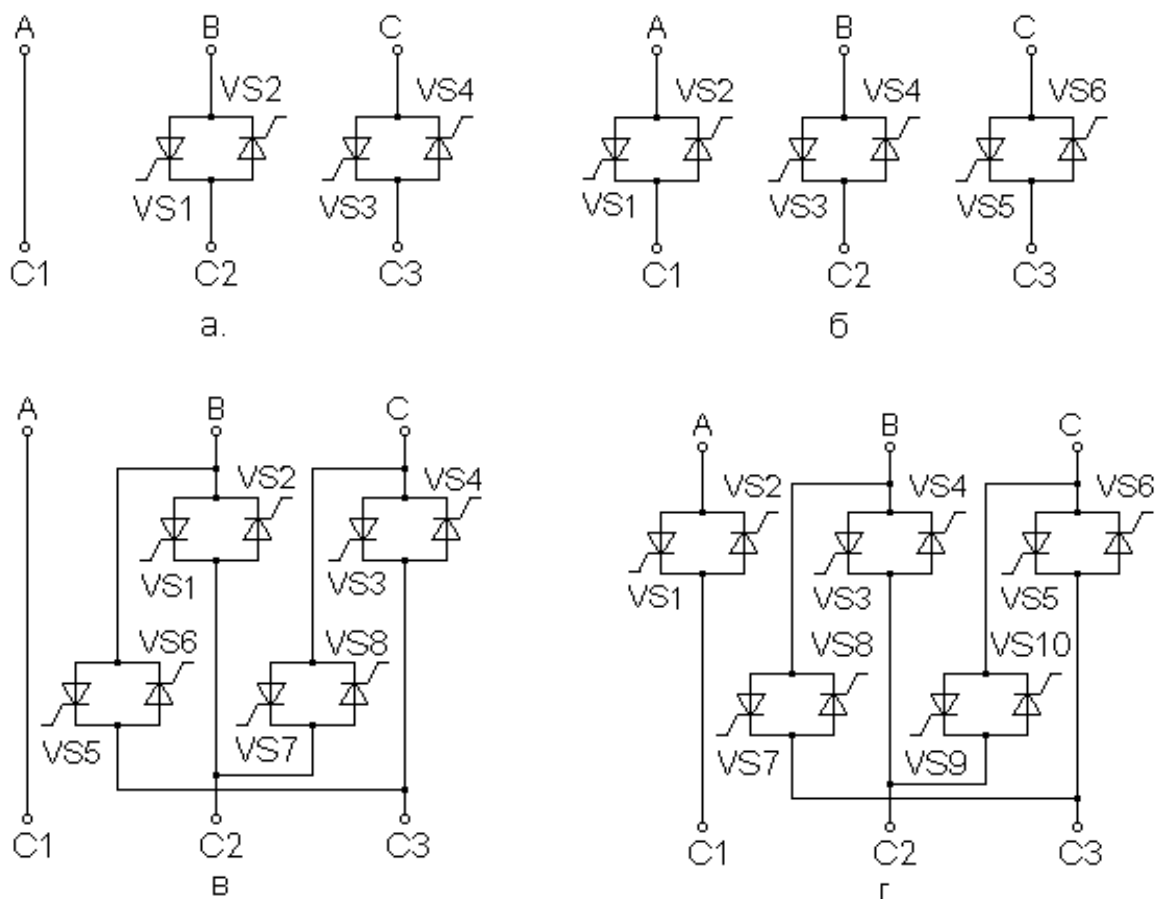 A B C
VS2 VS4
VS1 VS3
C1 C2 C3
а.
A B C
VS2 VS4 VS6
VS1 VS3 VS5
C1 C2 C3
б
A B C
VS2 VS4
VS1 VS3
VS6 VS8
VS5 VS7
C1 C2 C3
в
A B C
VS2 VS4 VS6
VS1 VS3 VS5
VS8 VS10
VS7 VS9
C1 C2 C3
г